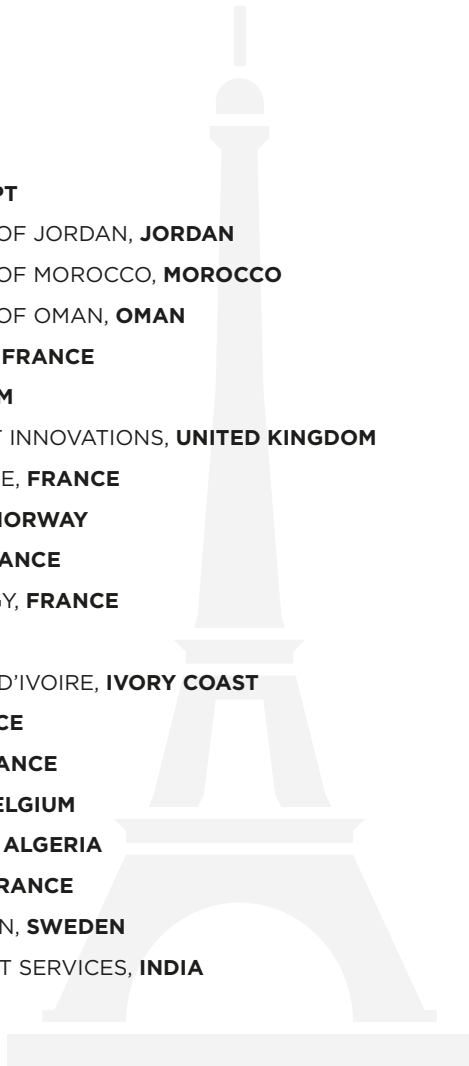 PT
OF JORDAN, JORDAN
OF MOROCCO, MOROCCO
OF OMAN, OMAN
FRANCE
M
T INNOVATIONS, UNITED KINGDOM
E, FRANCE
NORWAY
ANCE
GY, FRANCE
D'IVOIRE, IVORY COAST
CE
ANCE
ELGIUM
ALGERIA
RANCE
N, SWEDEN
T SERVICES, INDIA